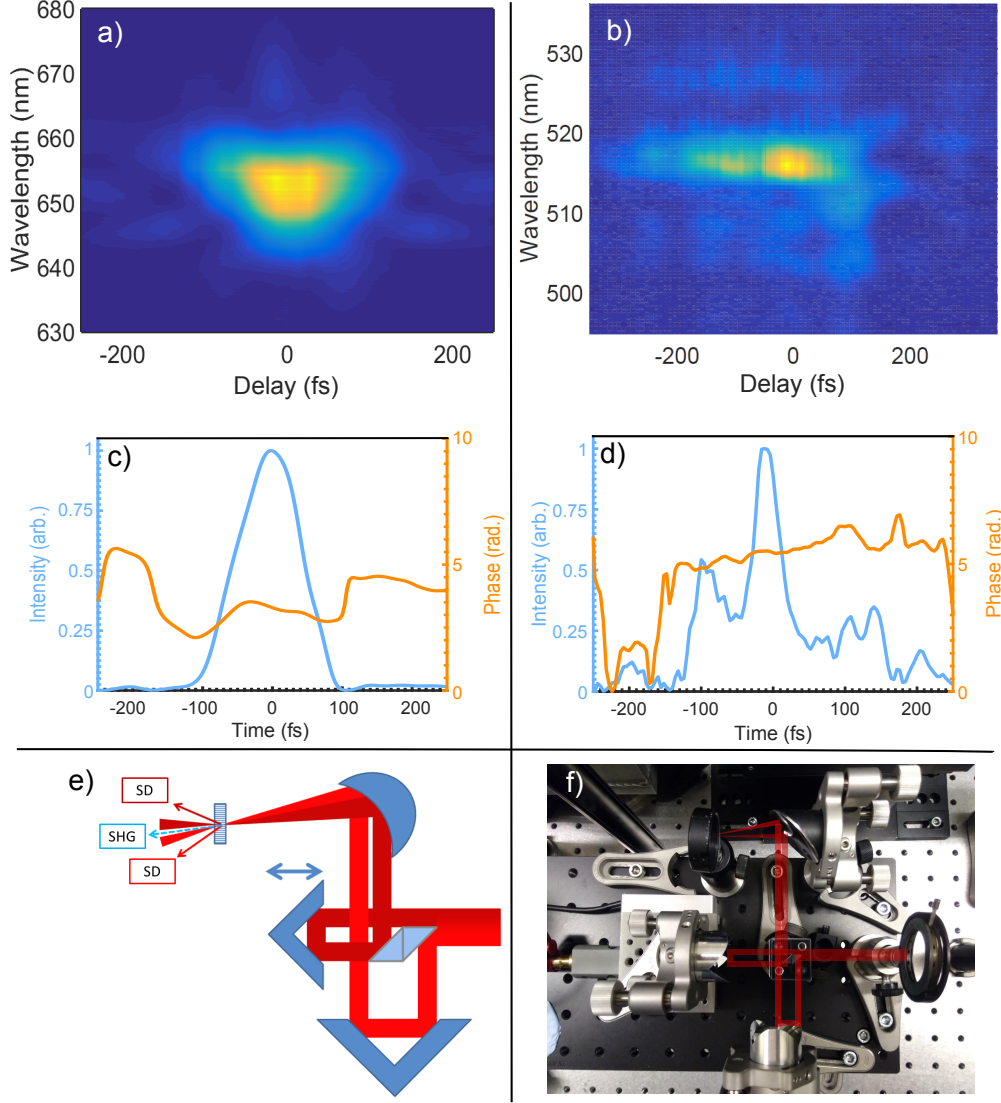 a)
Wavelength (nm)
680
670
660
650
640
630
-200
0
200
Delay (fs)
b)
Wavelength (nm)
530
520
510
500
-200
0
200
Delay (fs)
c)
Intensity (arb.)
1
0.75
0.5
0.25
0
10
5
0
Phase (rad.)
-200
-100
0
100
200
Time (fs)
d)
Intensity (arb.)
1
0.75
0.5
0.25
0
10
5
0
Phase (rad.)
-200
-100
0
100
200
Time (fs)
e)
SD
SHG
SD
f)